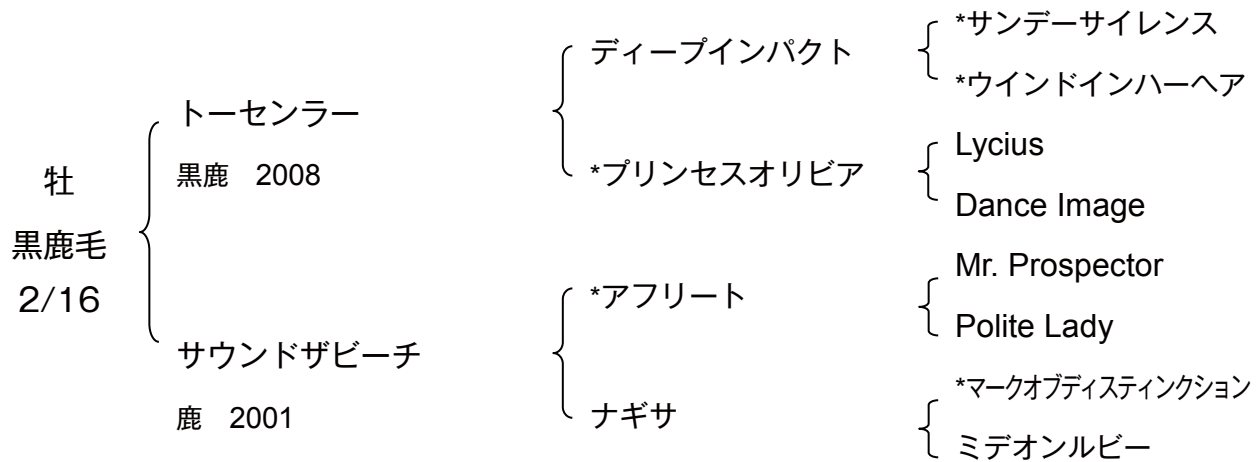 牡
黒鹿毛
2/16
トーセンラー
黒鹿 2008
サウンドザビーチ
鹿 2001
ディープインパクト
*プリンセスオリビア
*アフリート
ナギサ
*サンデーサイレンス
*ウインドインハーヘア
Lycius
Dance Image
Mr. Prospector
Polite Lady
*マークオブディスティンクション
ミデオンルビー